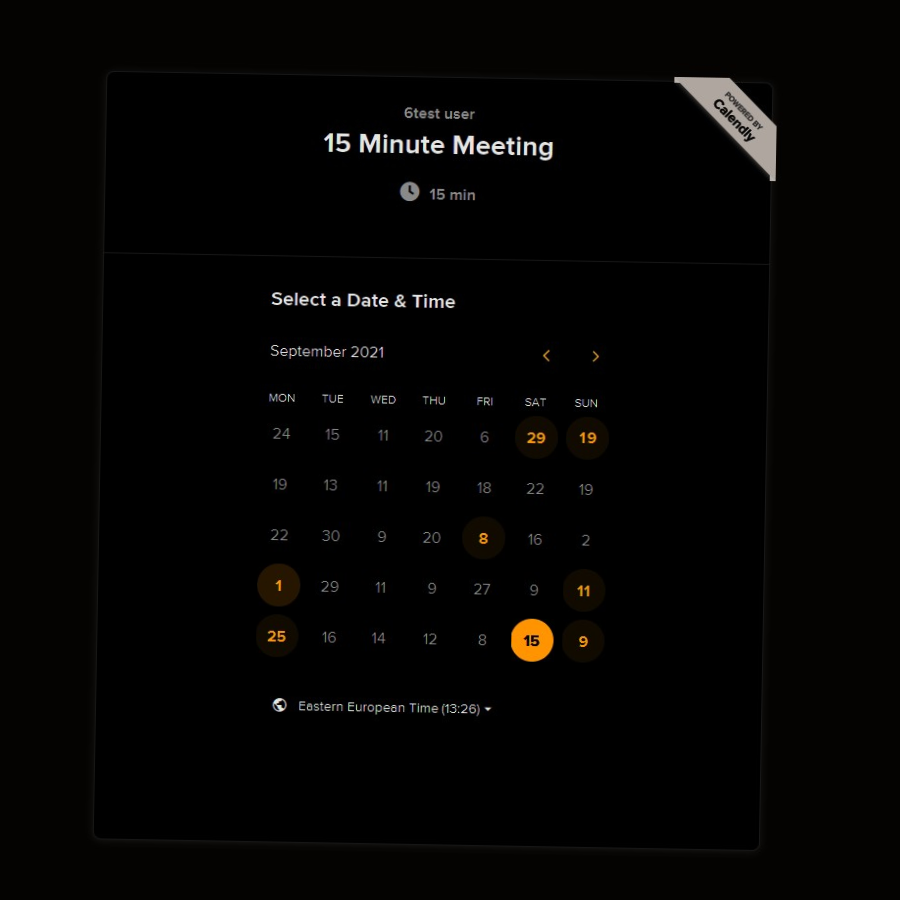 POWERED BY
Calendly
6test user
15 Minute Meeting
15 min
Select a Date & Time
September 2021
MON TUE WED THU FRI SAT SUN
24 15 11 20 6 29 19
19 13 11 19 18 22 19
22 30 9 20 8 16 2
1 29 11 9 27 9 11
25 16 14 12 8 15 9
Eastern European Time (13:26)